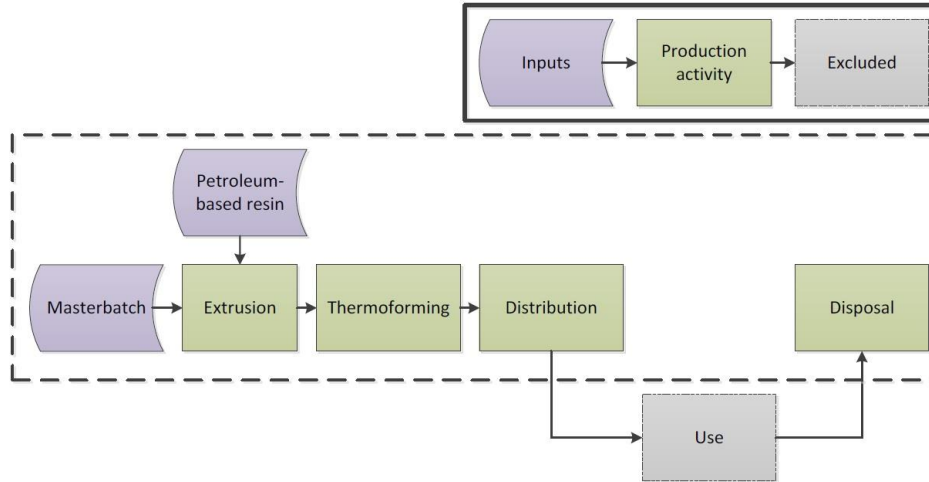 Inputs
Production
activity
Excluded
Petroleum-
based resin
Masterbatch
Extrusion
Thermoforming
Distribution
Disposal
Use